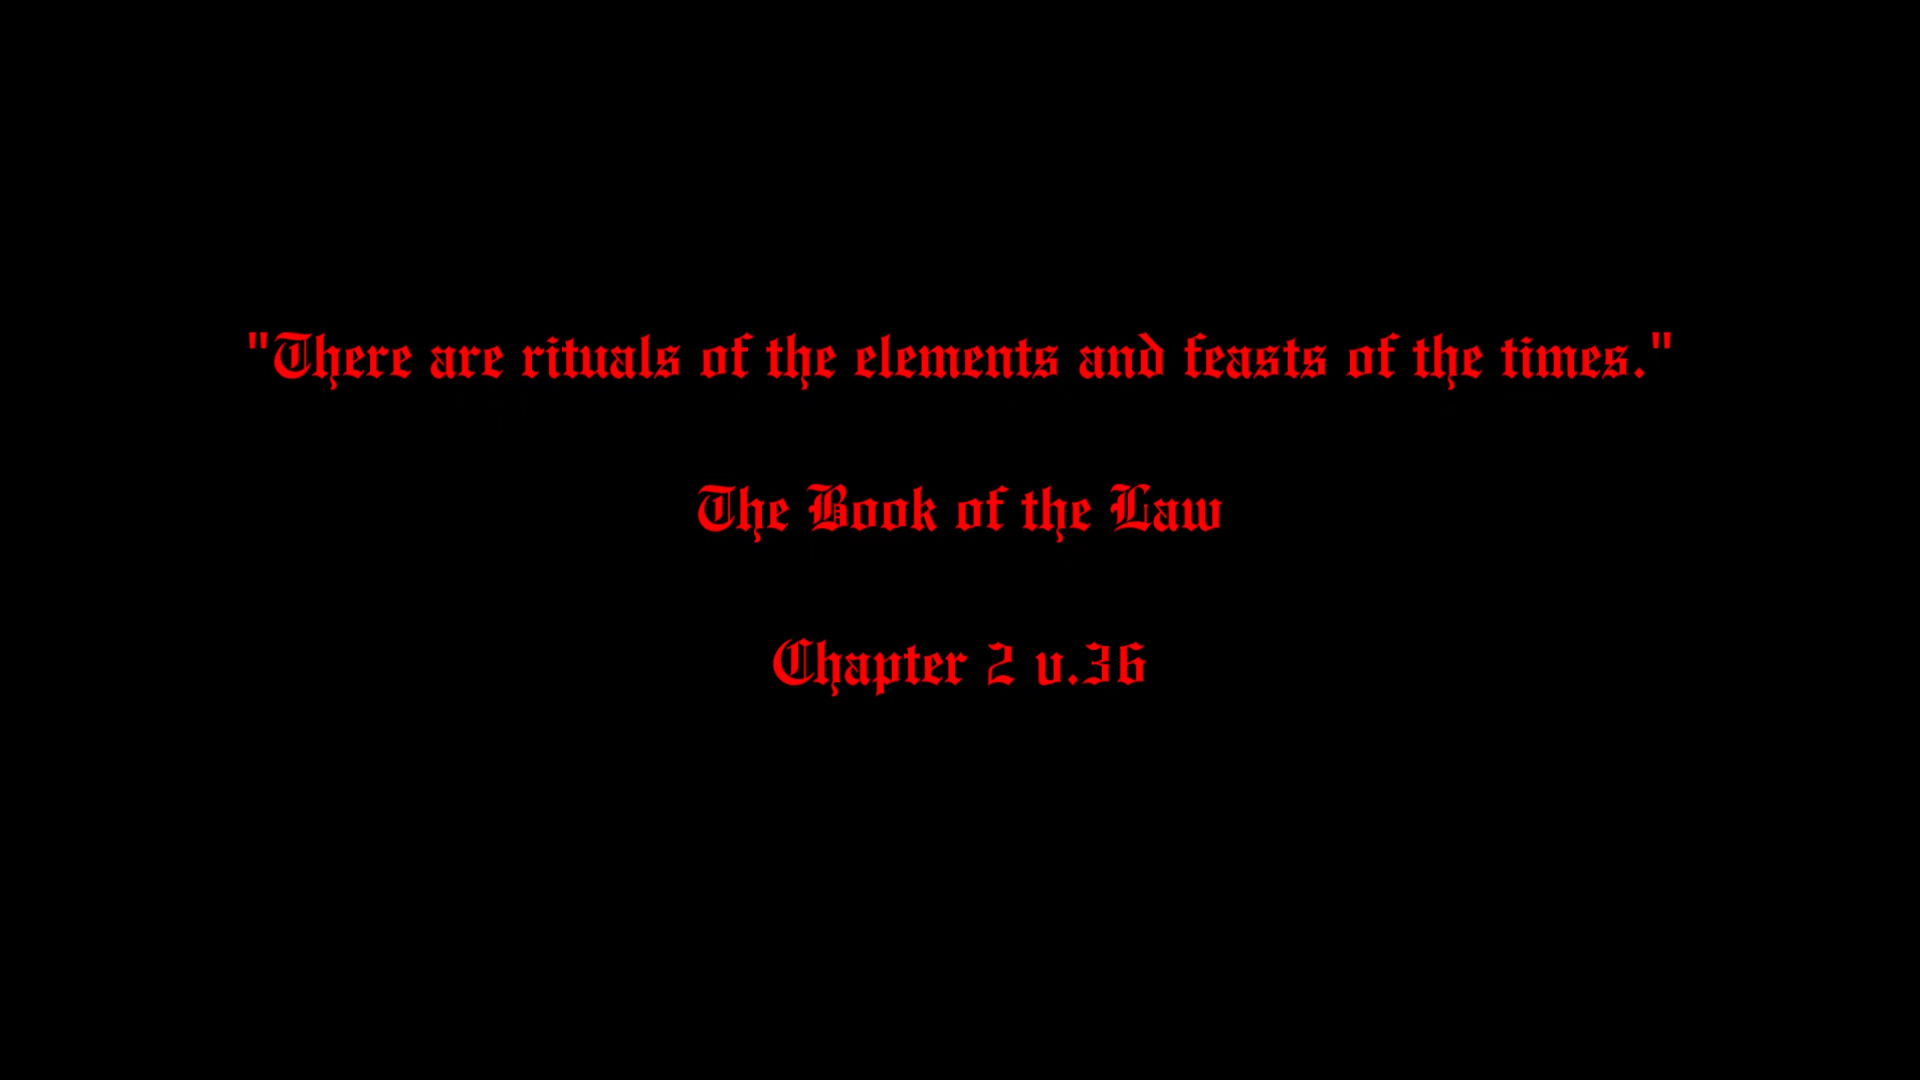 "There are rituals of the elements and feasts of the times."
The Book of the Law
Chapter 2 v.36